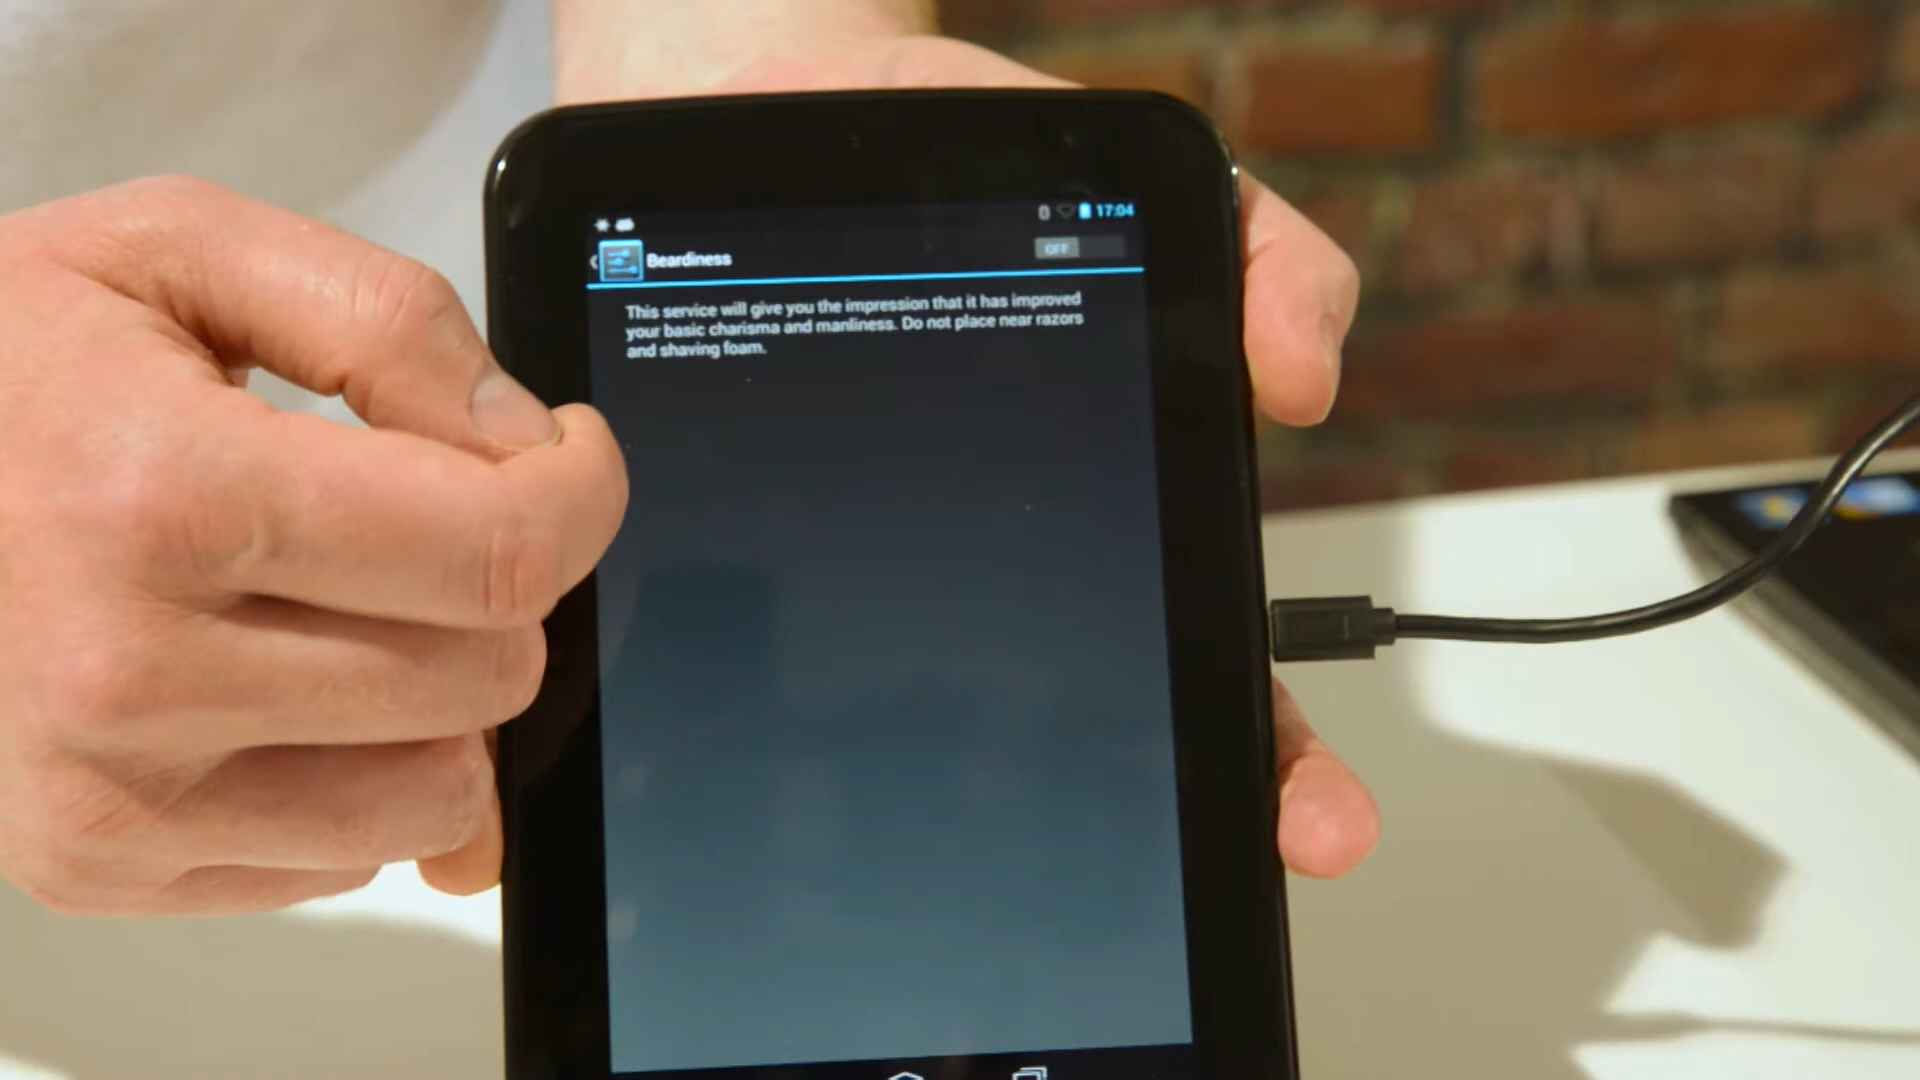 17:04
Beardiness
OFF
This service will give you the impression that it has improved
your basic charisma and manliness. Do not place near razors
and shaving foam.